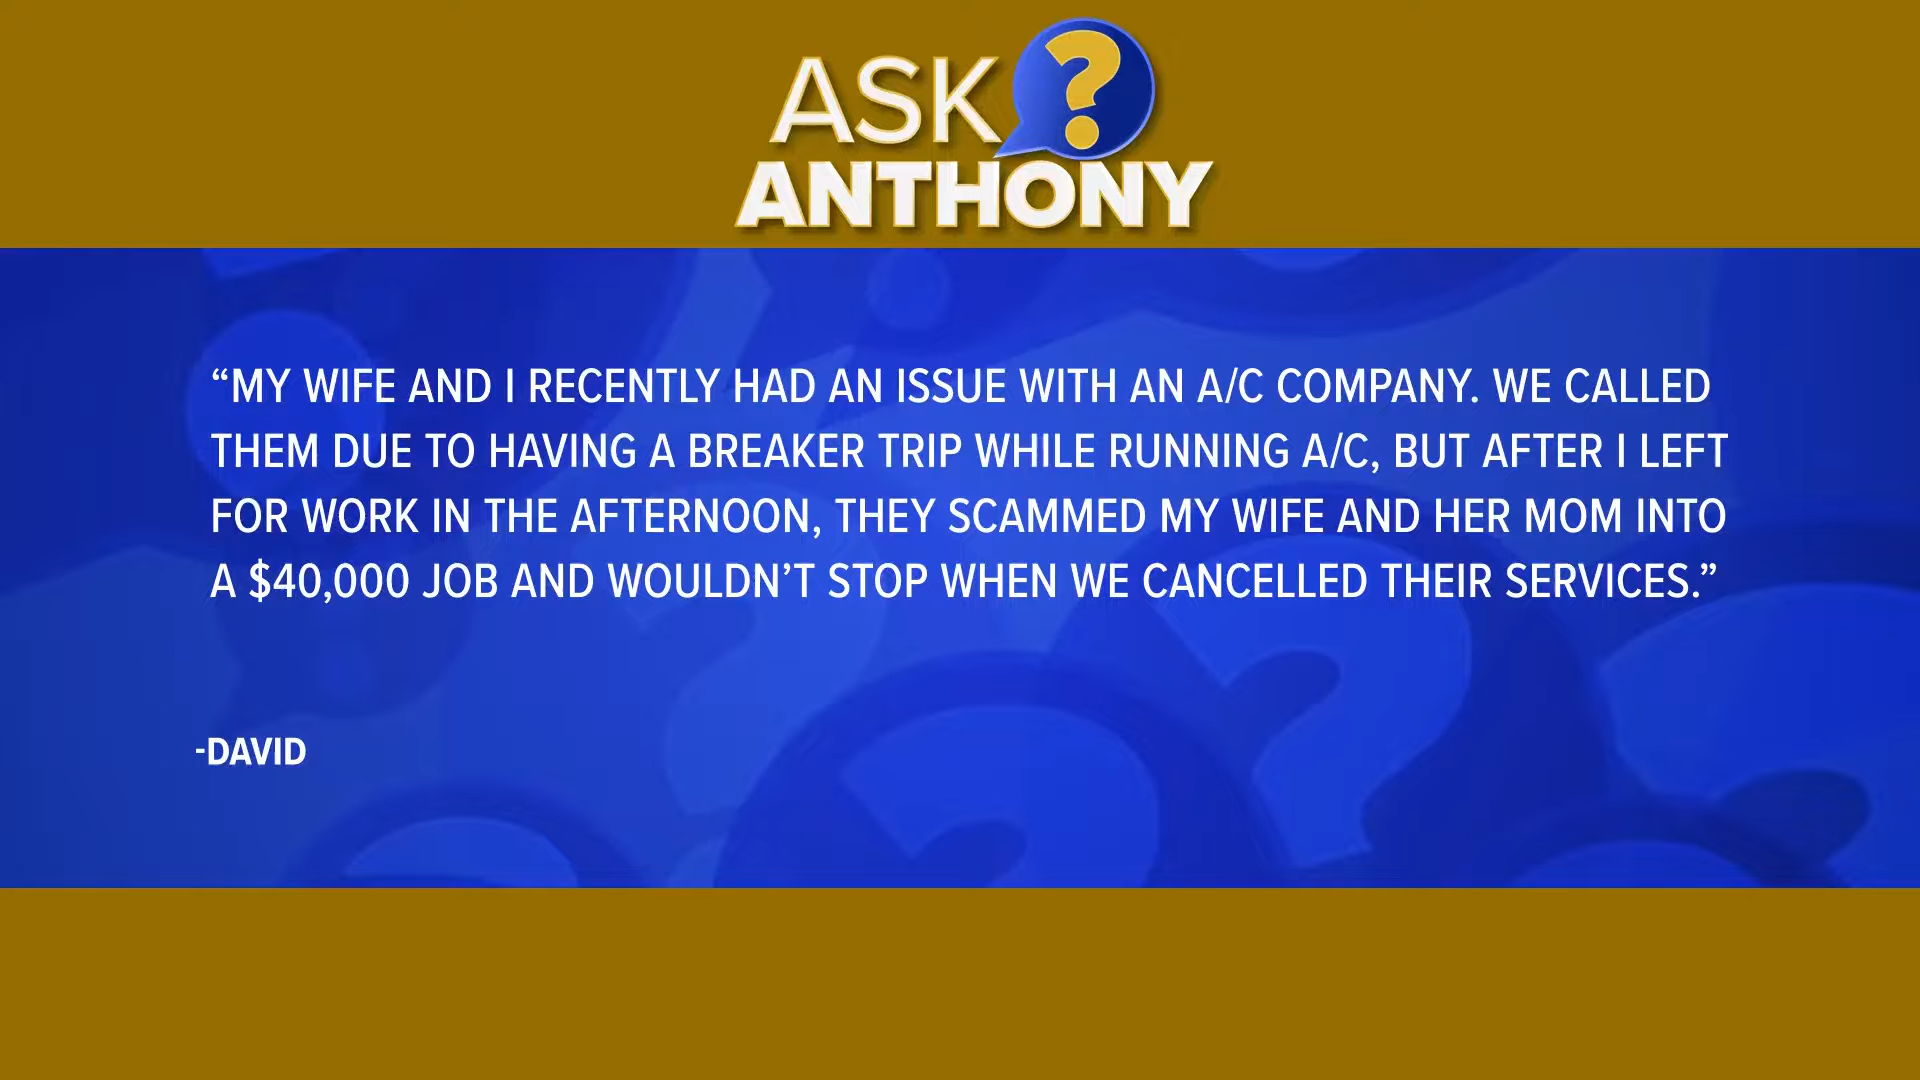 ASK
ANTHONY
“MY WIFE AND I RECENTLY HAD AN ISSUE WITH AN A/C COMPANY. WE CALLED
THEM DUE TO HAVING A BREAKER TRIP WHILE RUNNING A/C, BUT AFTER I LEFT
FOR WORK IN THE AFTERNOON, THEY SCAMMED MY WIFE AND HER MOM INTO
A $40,000 JOB AND WOULDN’T STOP WHEN WE CANCELLED THEIR SERVICES.”
-DAVID